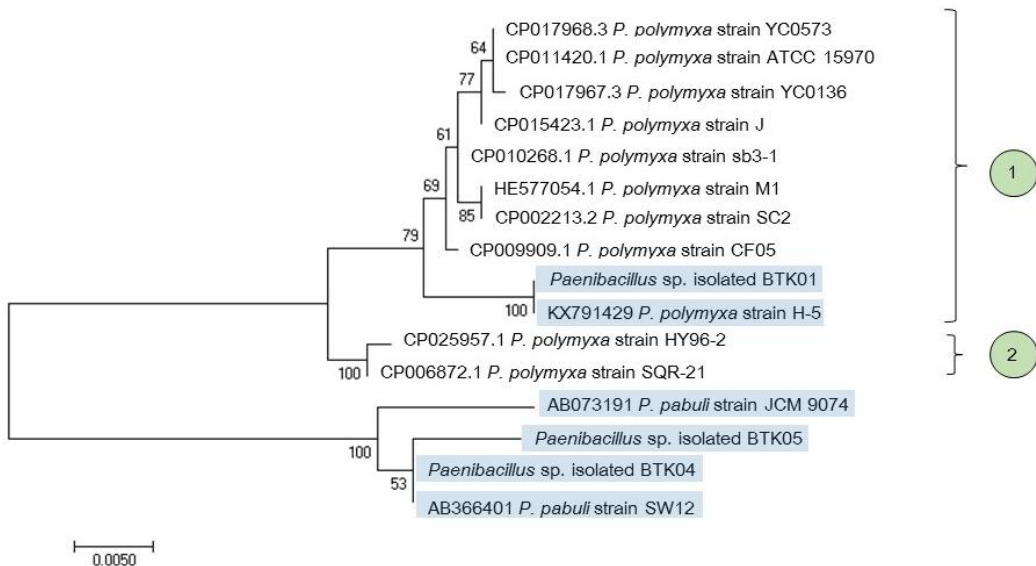 CP017968.3 P. polymyxa strain YC0573
64
CP011420.1 P. polymyxa strain ATCC 15970
77
CP017967.3 P. polymyxa strain YC0136
CP015423.1 P. polymyxa strain J
61
CP010268.1 P. polymyxa strain sb3-1
1
69
HE577054.1 P. polymyxa strain M1
85
CP002213.2 P. polymyxa strain SC2
79
CP009909.1 P. polymyxa strain CF05
Paenibacillus sp. isolated BTK01
100
KX791429 P. polymyxa strain H-5
CP025957.1 P. polymyxa strain HY96-2
2
100
CP006872.1 P. polymyxa strain SQR-21
AB073191 P. pabuli strain JCM 9074
100
Paenibacillus sp. isolated BTK05
Paenibacillus sp. isolated BTK04
53
AB366401 P. pabuli strain SW12
0.0050